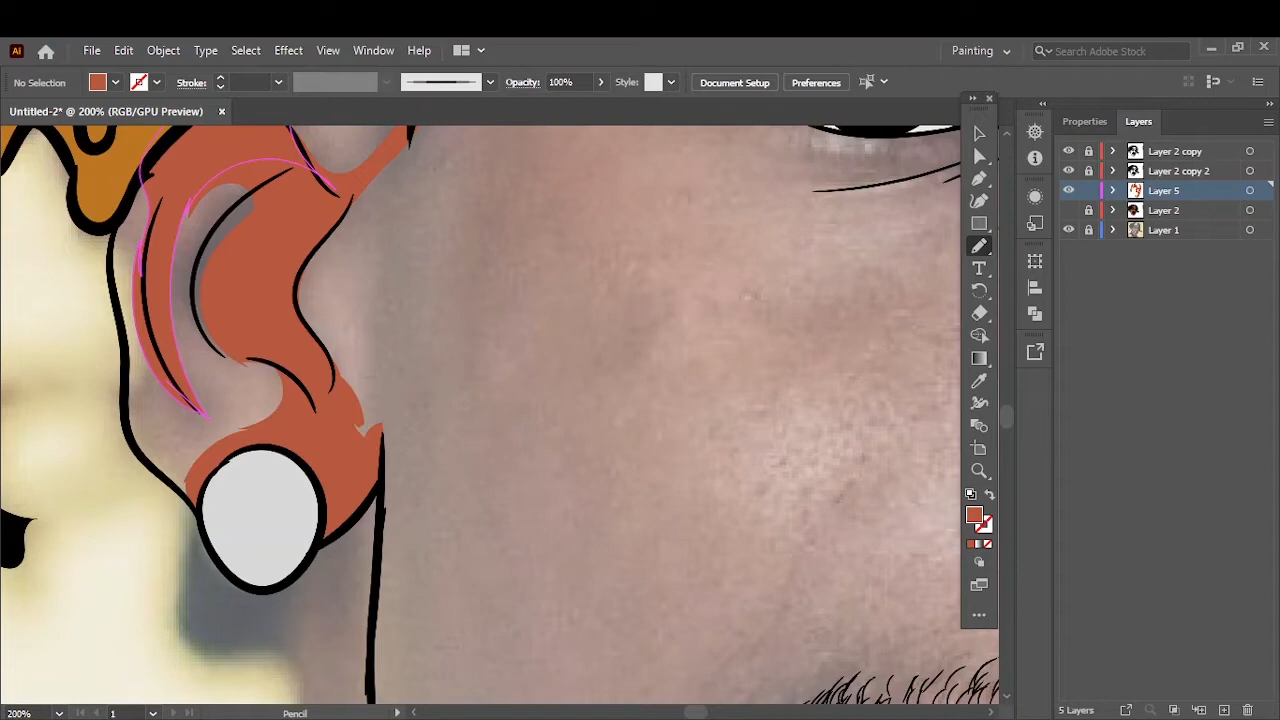 Ai File Edit Object Type Select Effect View Window Help Painting Search Adobe Stock
No Selection Stroke: Opacity: 100% Style: Document Setup Preferences
Untitled-2* @ 200% (RGB/GPU Preview)
Properties Layers
Layer 2 copy
Layer 2 copy 2
Layer 5
Layer 2
Layer 1
200% 1 Pencil 5 Layers